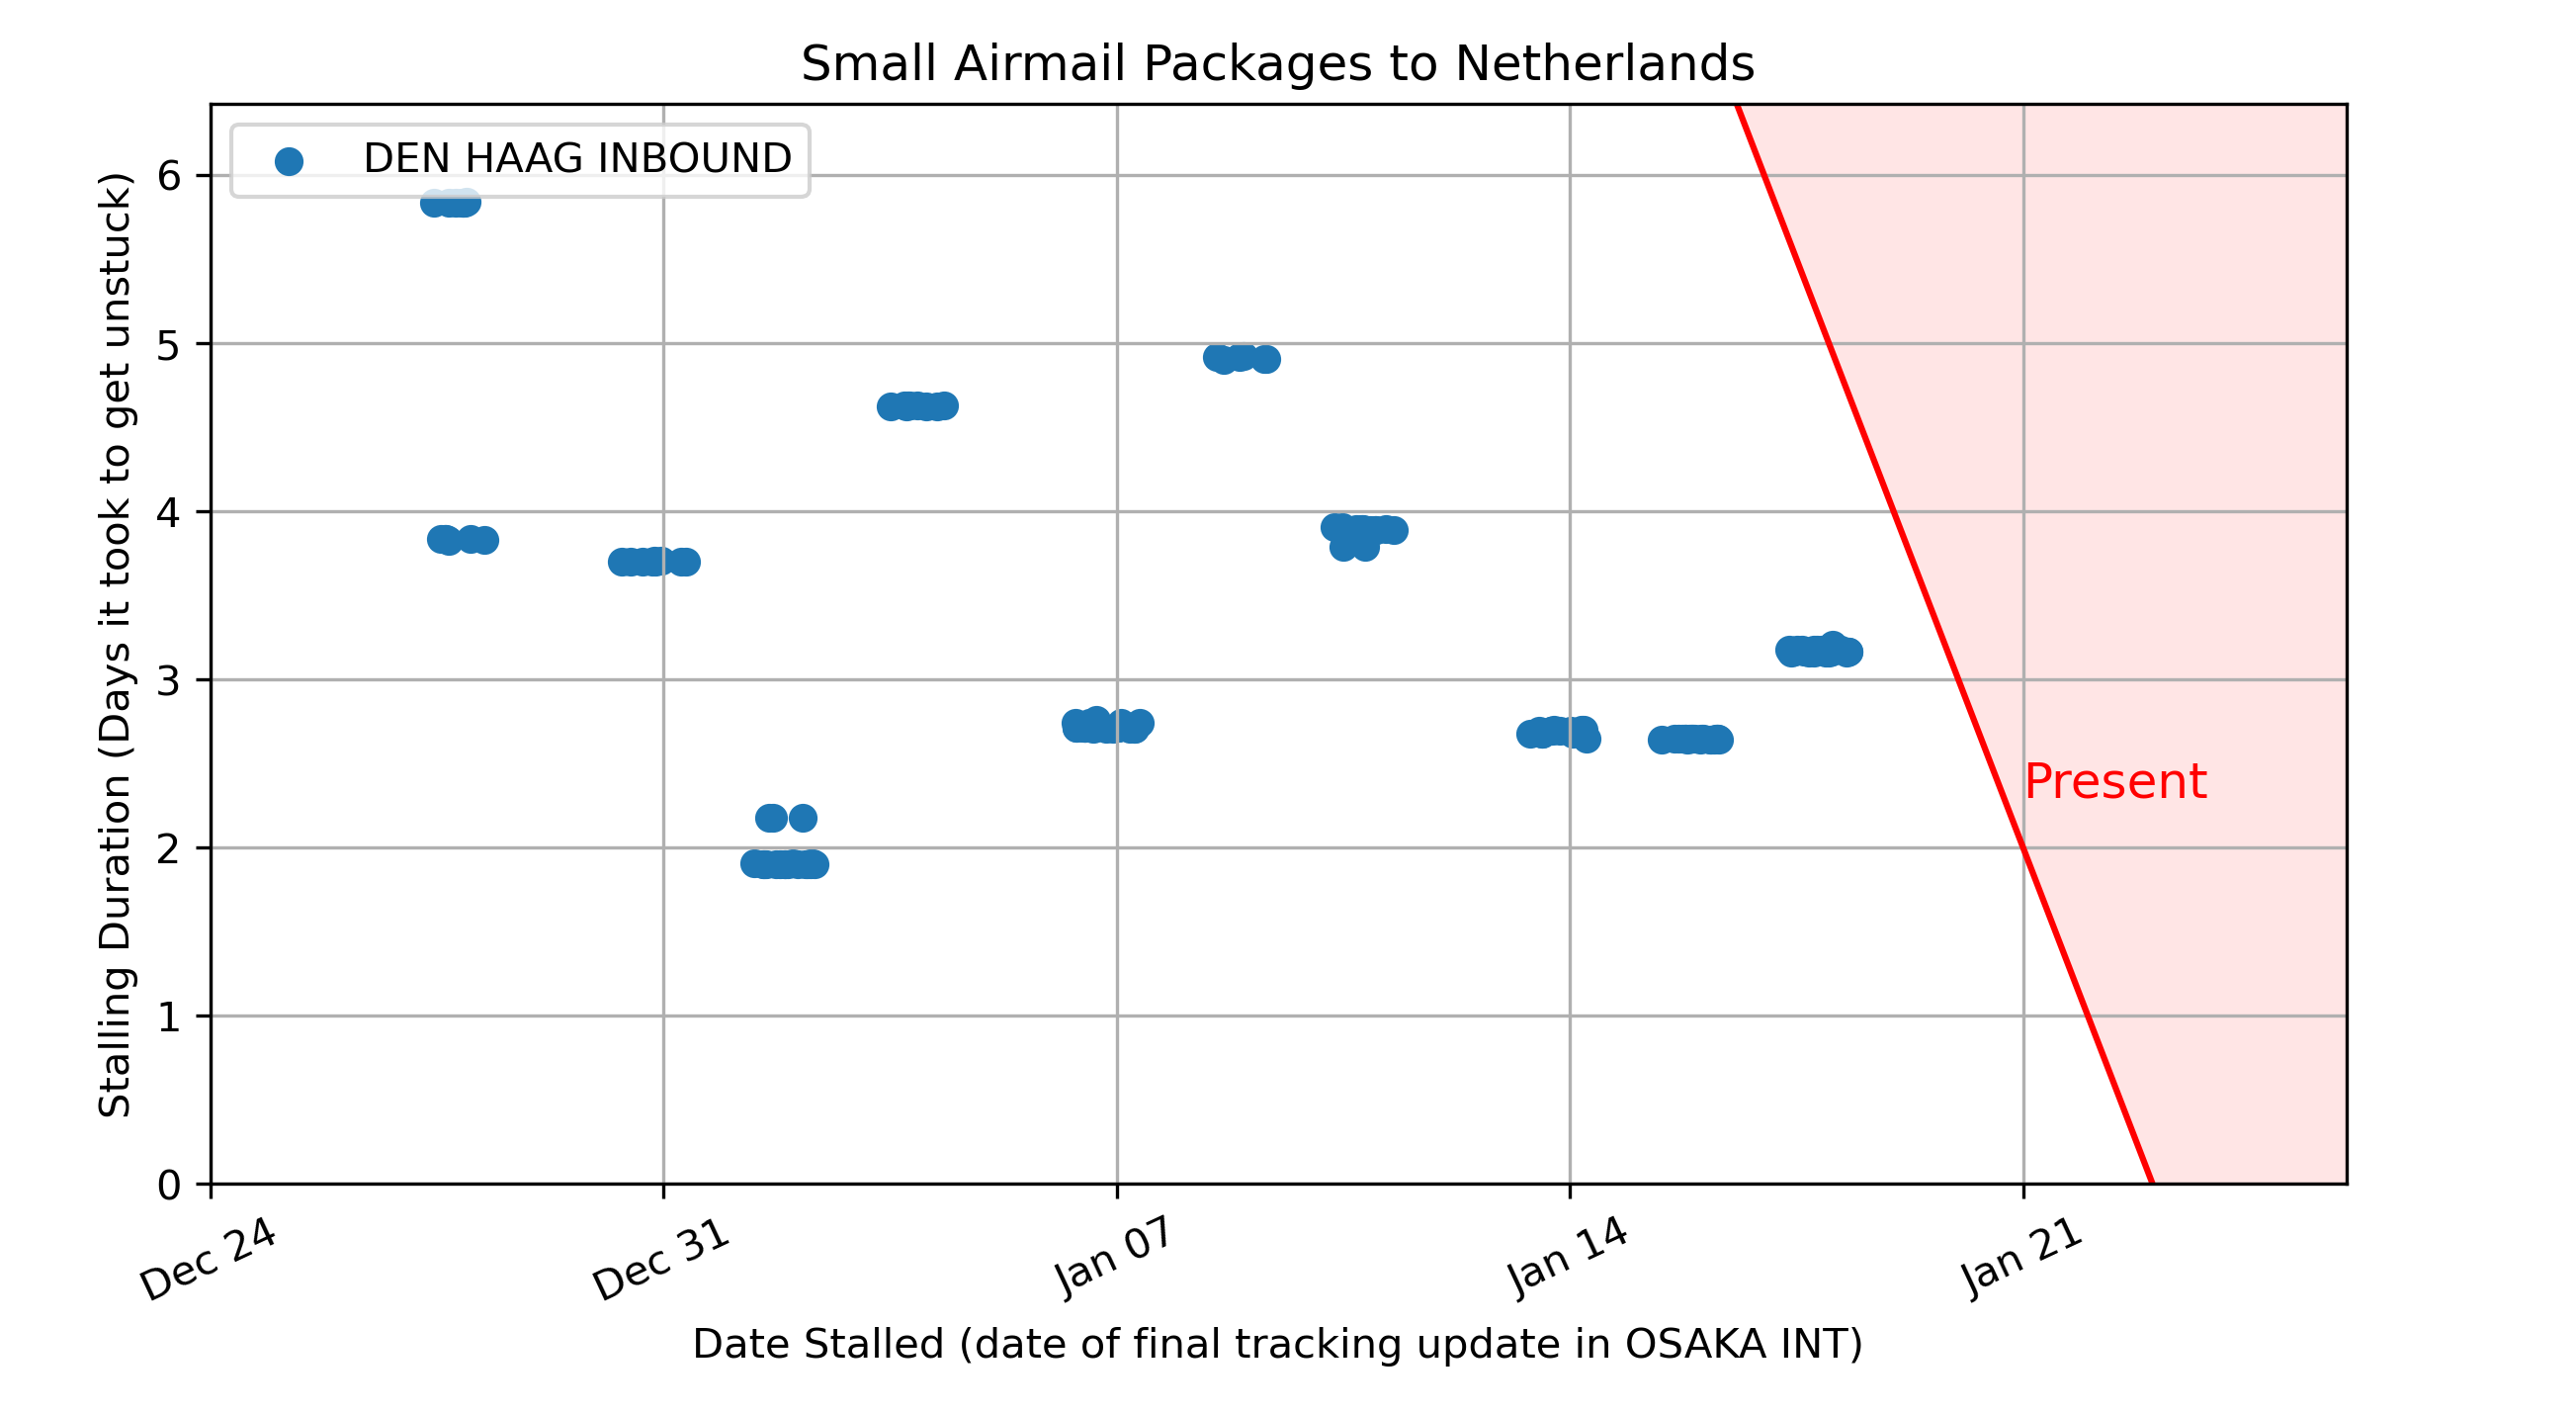 Small Airmail Packages to Netherlands
DEN HAAG INBOUND
Stalling Duration (Days it took to get unstuck)
6
5
4
3
2
1
0
Present
Dec 24
Dec 31
Jan 07
Jan 14
Jan 21
Date Stalled (date of final tracking update in OSAKA INT)